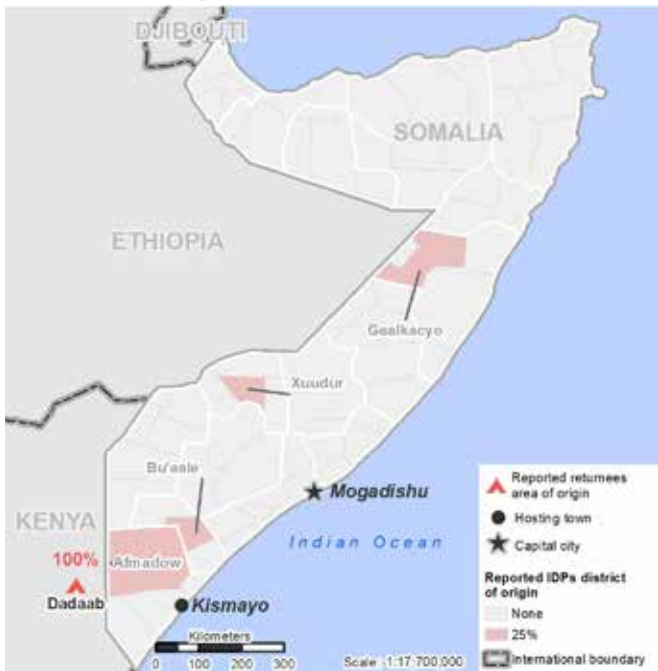 DJIBOUTI
SOMALIA
ETHIOPIA
Gaalkacyo
Xuudur
Bu'aale
Mogadishu
KENYA
Indian Ocean
100%
Afmadow
Dadaab
Kismayo
Kilometers
0 50 100 200 300
Scale 1:17 700,000
Reported returnees
area of origin
Hosting town
Capital city
Reported IDPs district
of origin
None
25%
International boundary